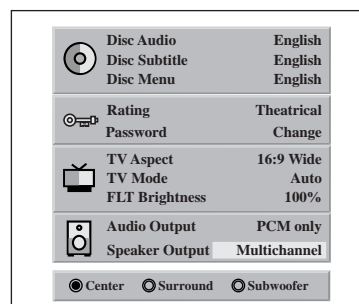 Disc Audio English
Disc Subtitle English
Disc Menu English
Rating Theatrical
Password Change
TV Aspect 16:9 Wide
TV Mode Auto
FLT Brightness 100%
Audio Output PCM only
Speaker Output Multichannel
Center Surround Subwoofer